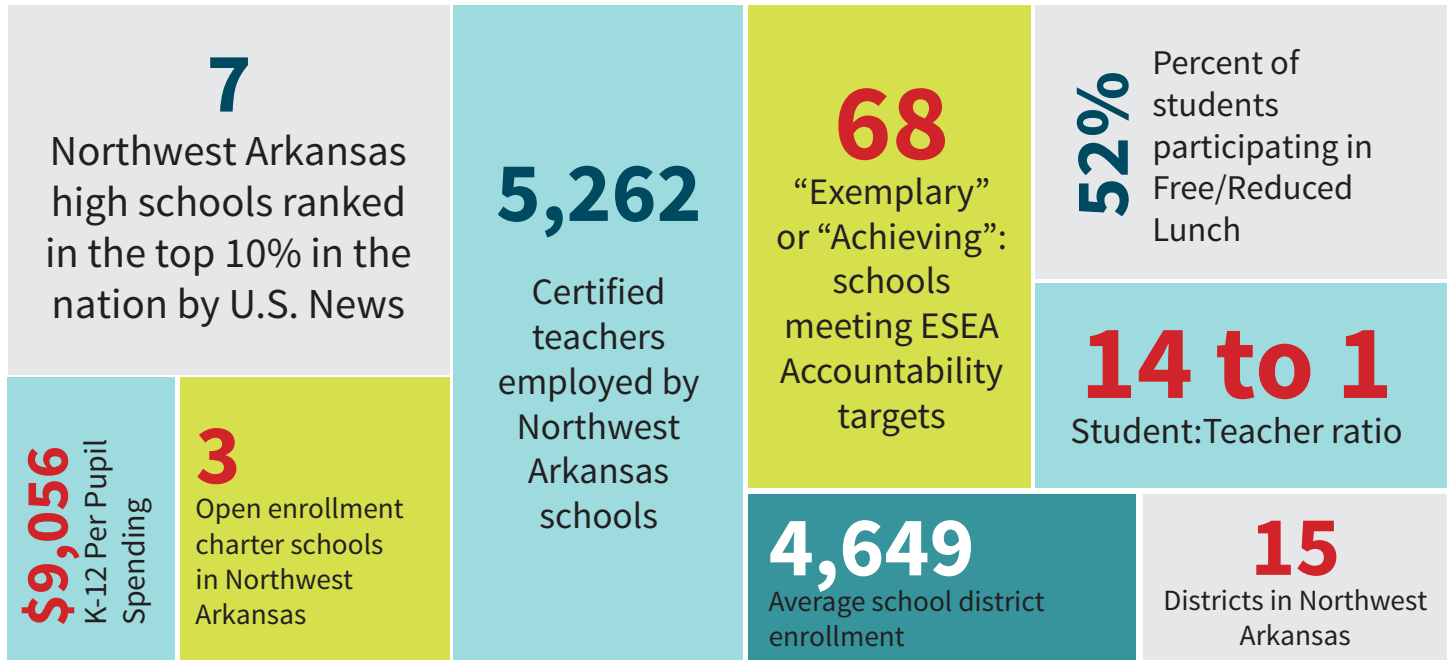 7
Northwest Arkansas
high schools ranked
in the top 10% in the
nation by U.S. News
$9,056
K-12 Per Pupil
Spending
3
Open enrollment
charter schools
in Northwest
Arkansas
5,262
Certified
teachers
employed by
Northwest
Arkansas
schools
68
“Exemplary”
or “Achieving”:
schools
meeting ESEA
Accountability
targets
52%
Percent of
students
participating in
Free/Reduced
Lunch
14 to 1
Student:Teacher ratio
4,649
Average school district
enrollment
15
Districts in Northwest
Arkansas